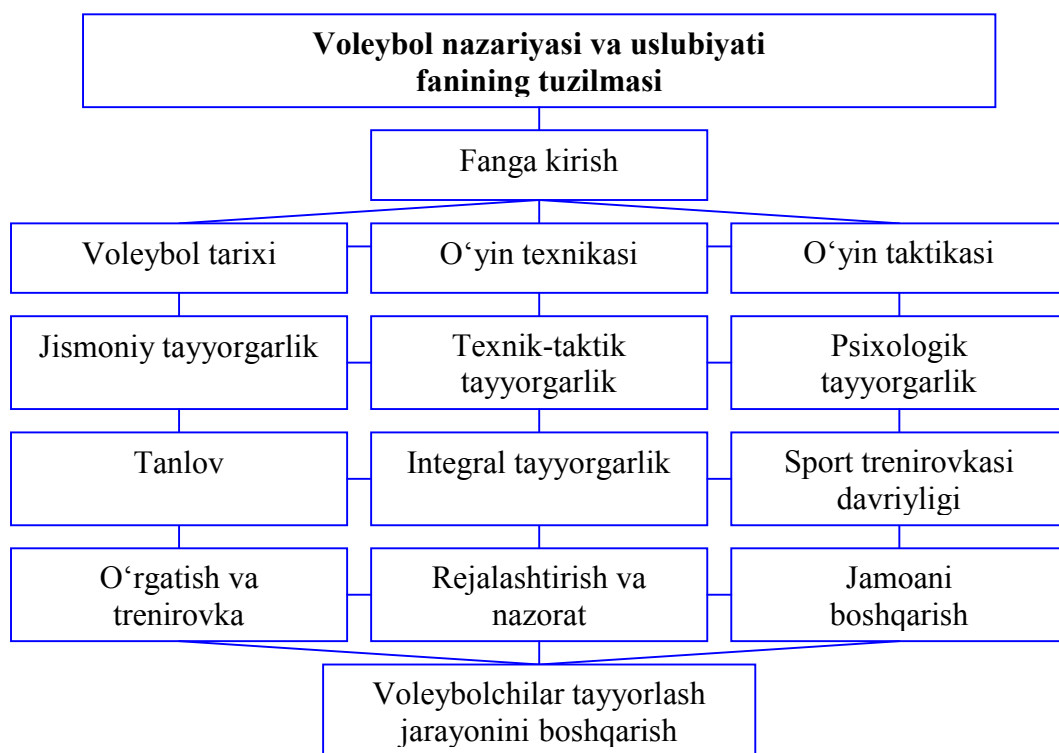 Voleybol nazariyasi va uslubiyati
fanining tuzilmasi
Fanga kirish
Voleybol tarixi
O‘yin texnikasi
O‘yin taktikasi
Jismoniy tayyorgarlik
Texnik-taktik
tayyorgarlik
Psixologik
tayyorgarlik
Tanlov
Integral tayyorgarlik
Sport trenirovkasi
davriyligi
O‘rgatish va
trenirovka
Rejalashtirish va
nazorat
Jamoani
boshqarish
Voleybolchilar tayyorlash
jarayonini boshqarish